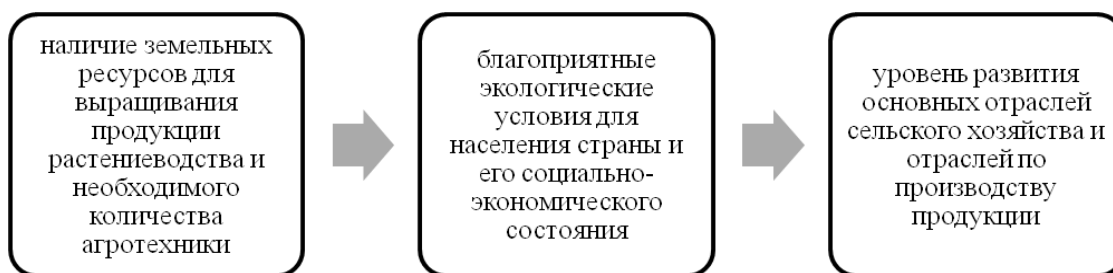 наличие земельных
ресурсов для
выращивания
продукции
растениеводства и
необходимого
количества
агротехники
благоприятные
экологические
условия для
населения страны и
его социально-
экономического
состояния
уровень развития
основных отраслей
сельского хозяйства и
отраслей по
производству
продукции